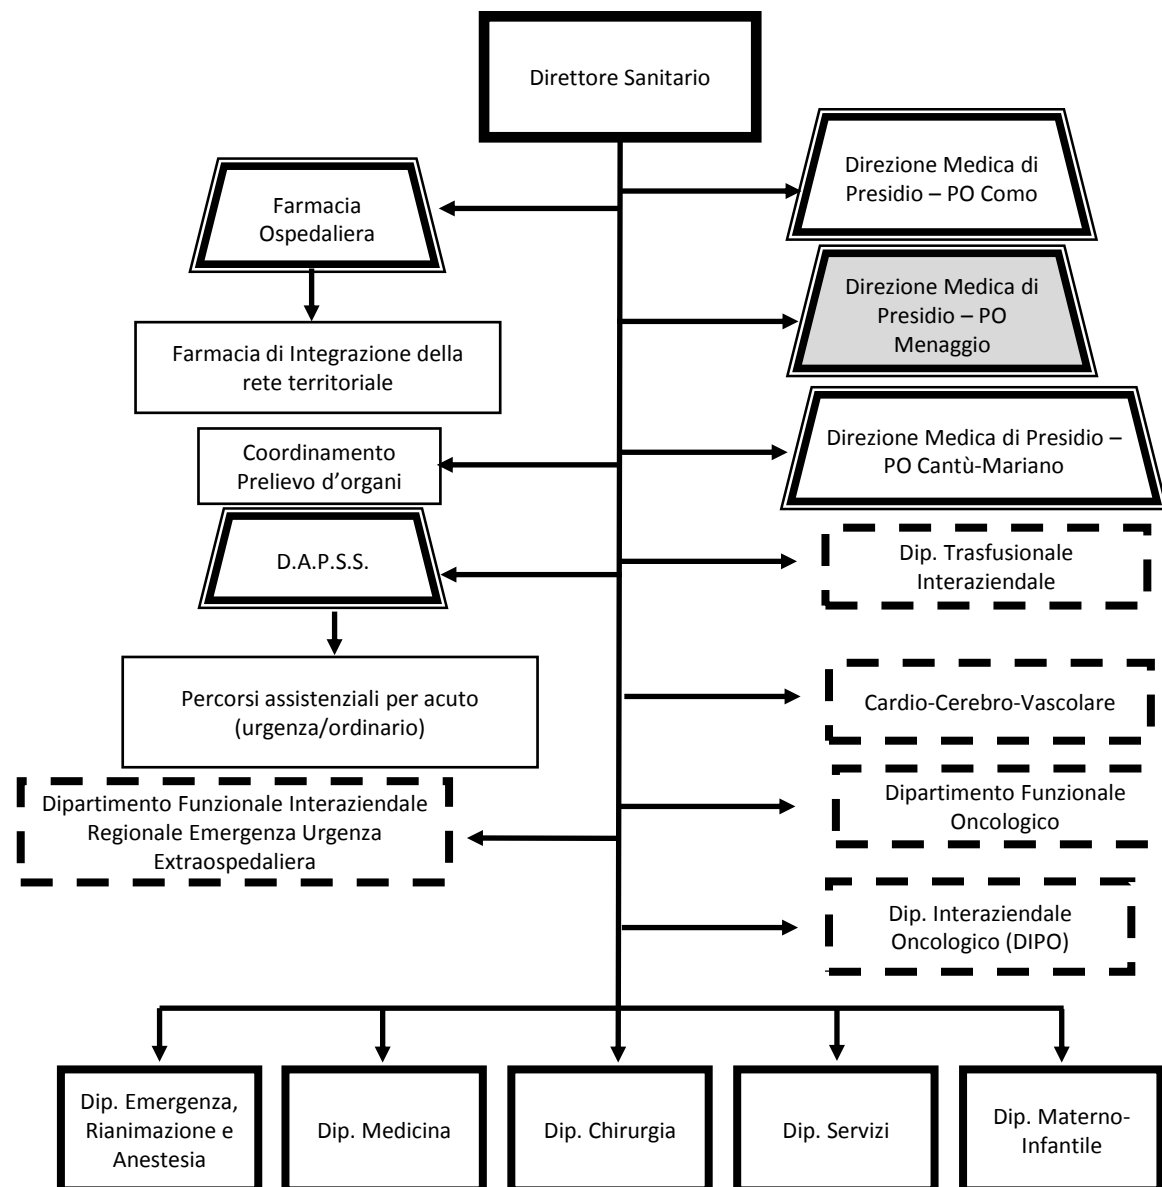 Direttore Sanitario
Direzione Medica di
Presidio – PO Como
Farmacia
Ospedaliera
Direzione Medica di
Presidio – PO
Menaggio
Farmacia di Integrazione della
rete territoriale
Direzione Medica di Presidio –
PO Cantù-Mariano
Coordinamento
Prelievo d’organi
D.A.P.S.S.
Dip. Trasfusionale
Interaziendale
Percorsi assistenziali per acuto
(urgenza/ordinario)
Cardio-Cerebro-Vascolare
Dipartimento Funzionale Interaziendale
Regionale Emergenza Urgenza
Extraospedaliera
Dipartimento Funzionale
Oncologico
Dip. Interaziendale
Oncologico (DIPO)
Dip. Emergenza,
Rianimazione e
Anestesia
Dip. Medicina
Dip. Chirurgia
Dip. Servizi
Dip. Materno-
Infantile